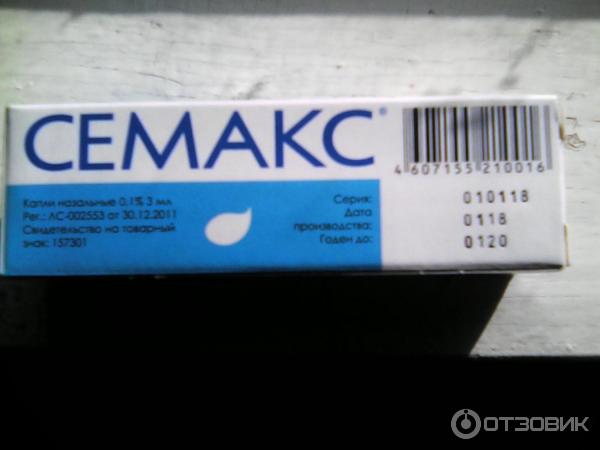 СЕМАКС®
4 607155 210016
Капли назальные 0,1% 3 мл
Рег.: ЛС-002553 от 30.12.2011
Свидетельство на товарный
знак: 157301
Серия: 010118
Дата
производства: 0118
Годен до: 0120
ОТЗОВИК